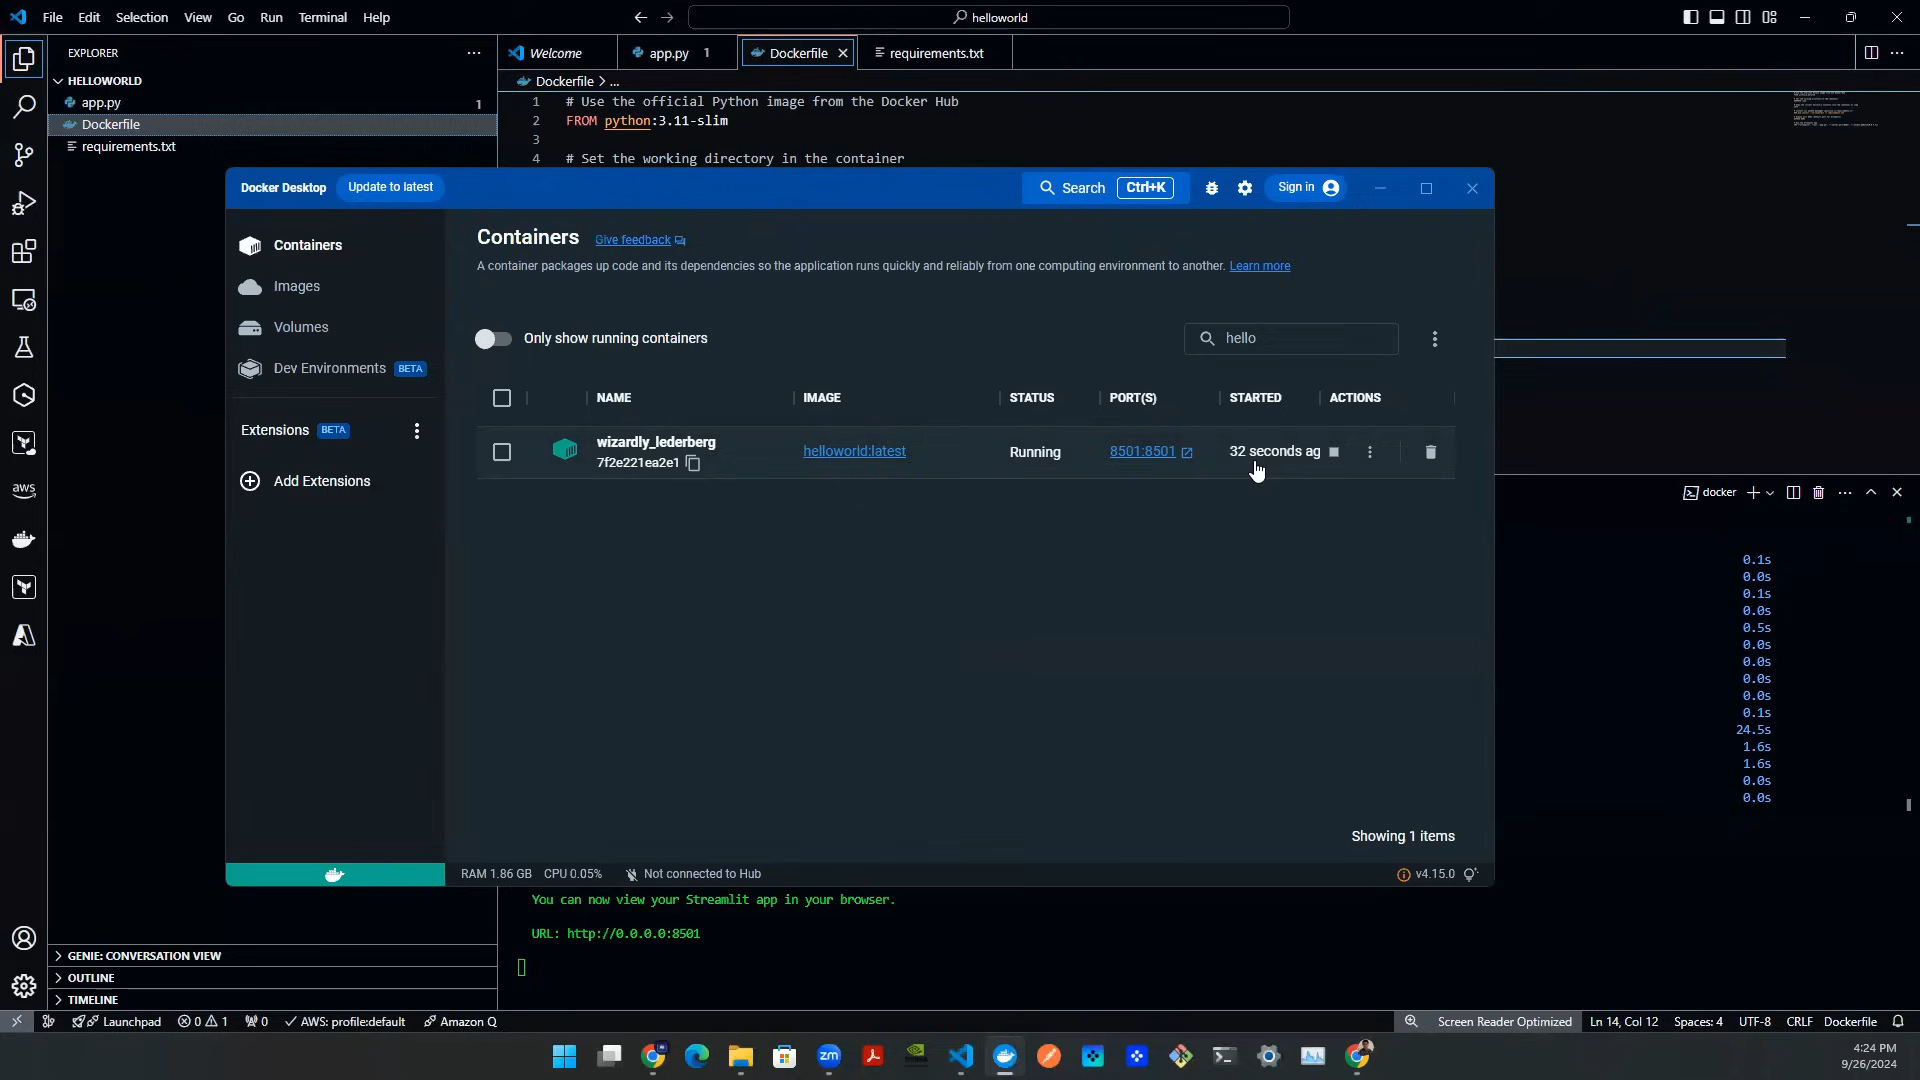 File Edit Selection View Go Run Terminal Help
helloworld
EXPLORER
HELLOWORLD
app.py 1
Dockerfile
requirements.txt
Welcome
app.py 1
Dockerfile
requirements.txt
Dockerfile > ...
1 # Use the official Python image from the Docker Hub
2 FROM python:3.11-slim
3
4 # Set the working directory in the container
Docker Desktop
Update to latest
Search
Ctrl+K
Sign in
Containers
Images
Volumes
Dev Environments BETA
Extensions BETA
Add Extensions
Containers
Give feedback
A container packages up code and its dependencies so the application runs quickly and reliably from one computing environment to another. Learn more
Only show running containers
hello
NAME IMAGE STATUS PORT(S) STARTED ACTIONS
wizardly_lederberg
7f2e221ea2e1
helloworld:latest
Running
8501:8501
32 seconds ag
Showing 1 items
RAM 1.86 GB CPU 0.05% Not connected to Hub
v4.15.0
aws
docker
0.1s
0.0s
0.1s
0.0s
0.5s
0.0s
0.0s
0.0s
0.0s
0.1s
24.5s
1.6s
1.6s
0.0s
0.0s
You can now view your Streamlit app in your browser.
URL: http://0.0.0.0:8501
GENIE: CONVERSATION VIEW
OUTLINE
TIMELINE
Launchpad 0 1 0 AWS: profile:default Amazon Q
Screen Reader Optimized Ln 14, Col 12 Spaces: 4 UTF-8 CRLF Dockerfile
zm
4:24 PM
9/26/2024